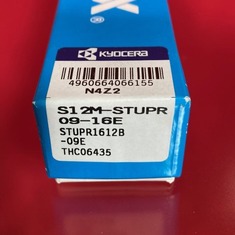 KYOCERA
4960664066155
N4Z2
S12M-STUPR
09-16E
STUPR1612B
-09E
THC06435